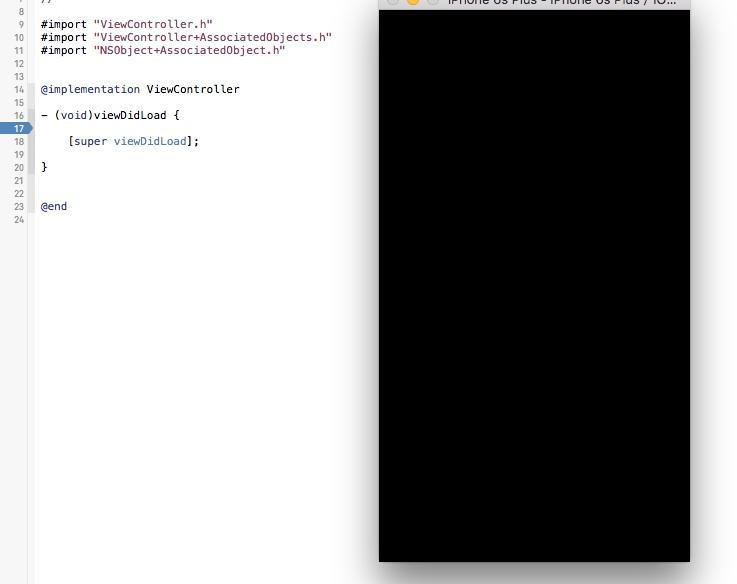 8
9 #import "ViewController.h"
10 #import "ViewController+AssociatedObjects.h"
11 #import "NSObject+AssociatedObject.h"
12
13
14 @implementation ViewController
15
16 - (void)viewDidLoad {
17
18 [super viewDidLoad];
19
20 }
21
22
23 @end
24
iPhone 6s Plus - iPhone 6s Plus / iO...